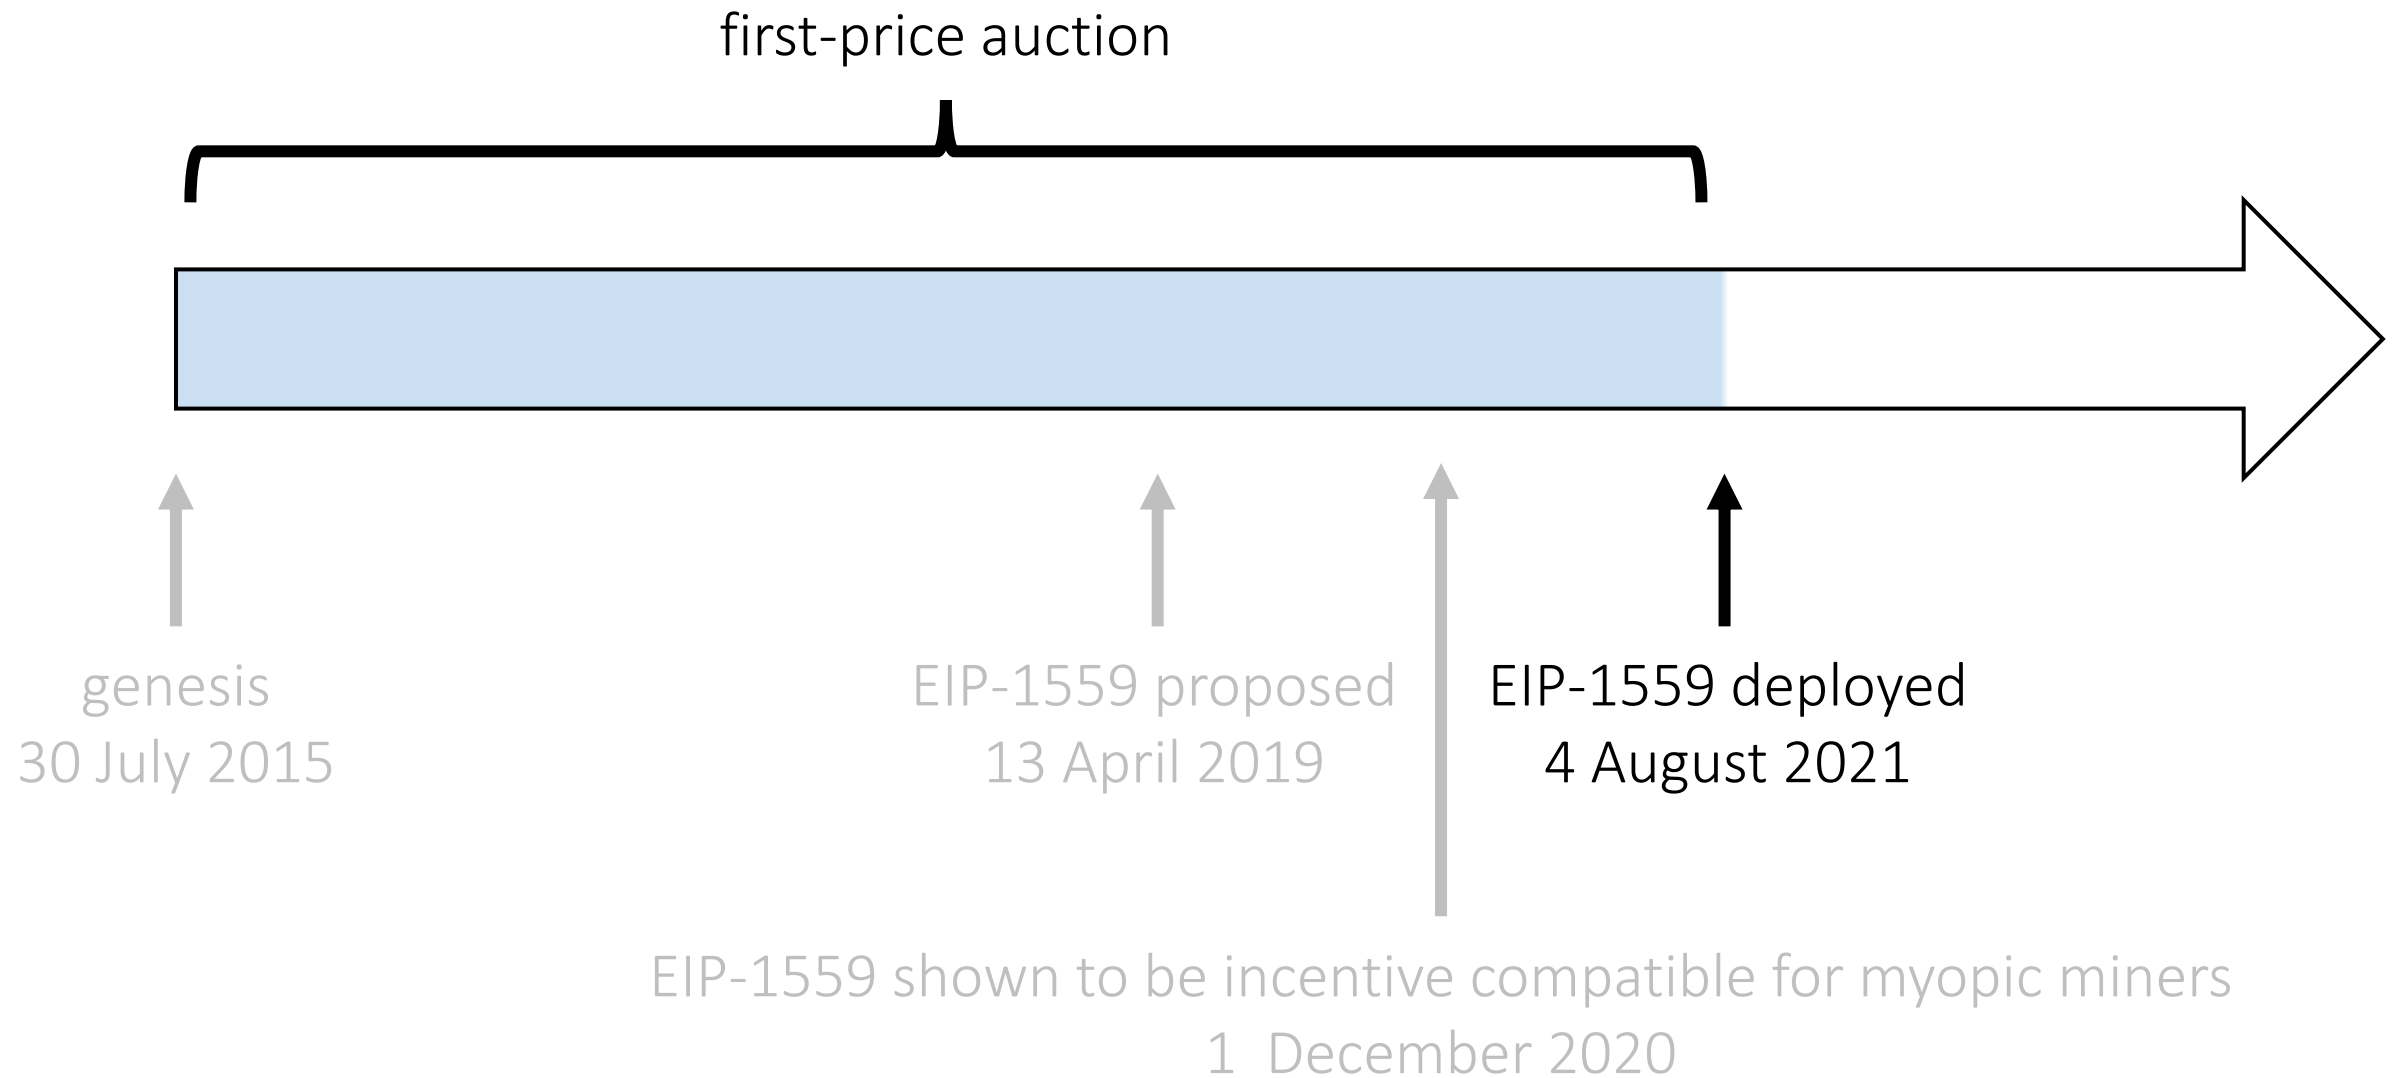 first-price auction
genesis
30 July 2015
EIP-1559 proposed
13 April 2019
EIP-1559 deployed
4 August 2021
EIP-1559 shown to be incentive compatible for myopic miners
1 December 2020